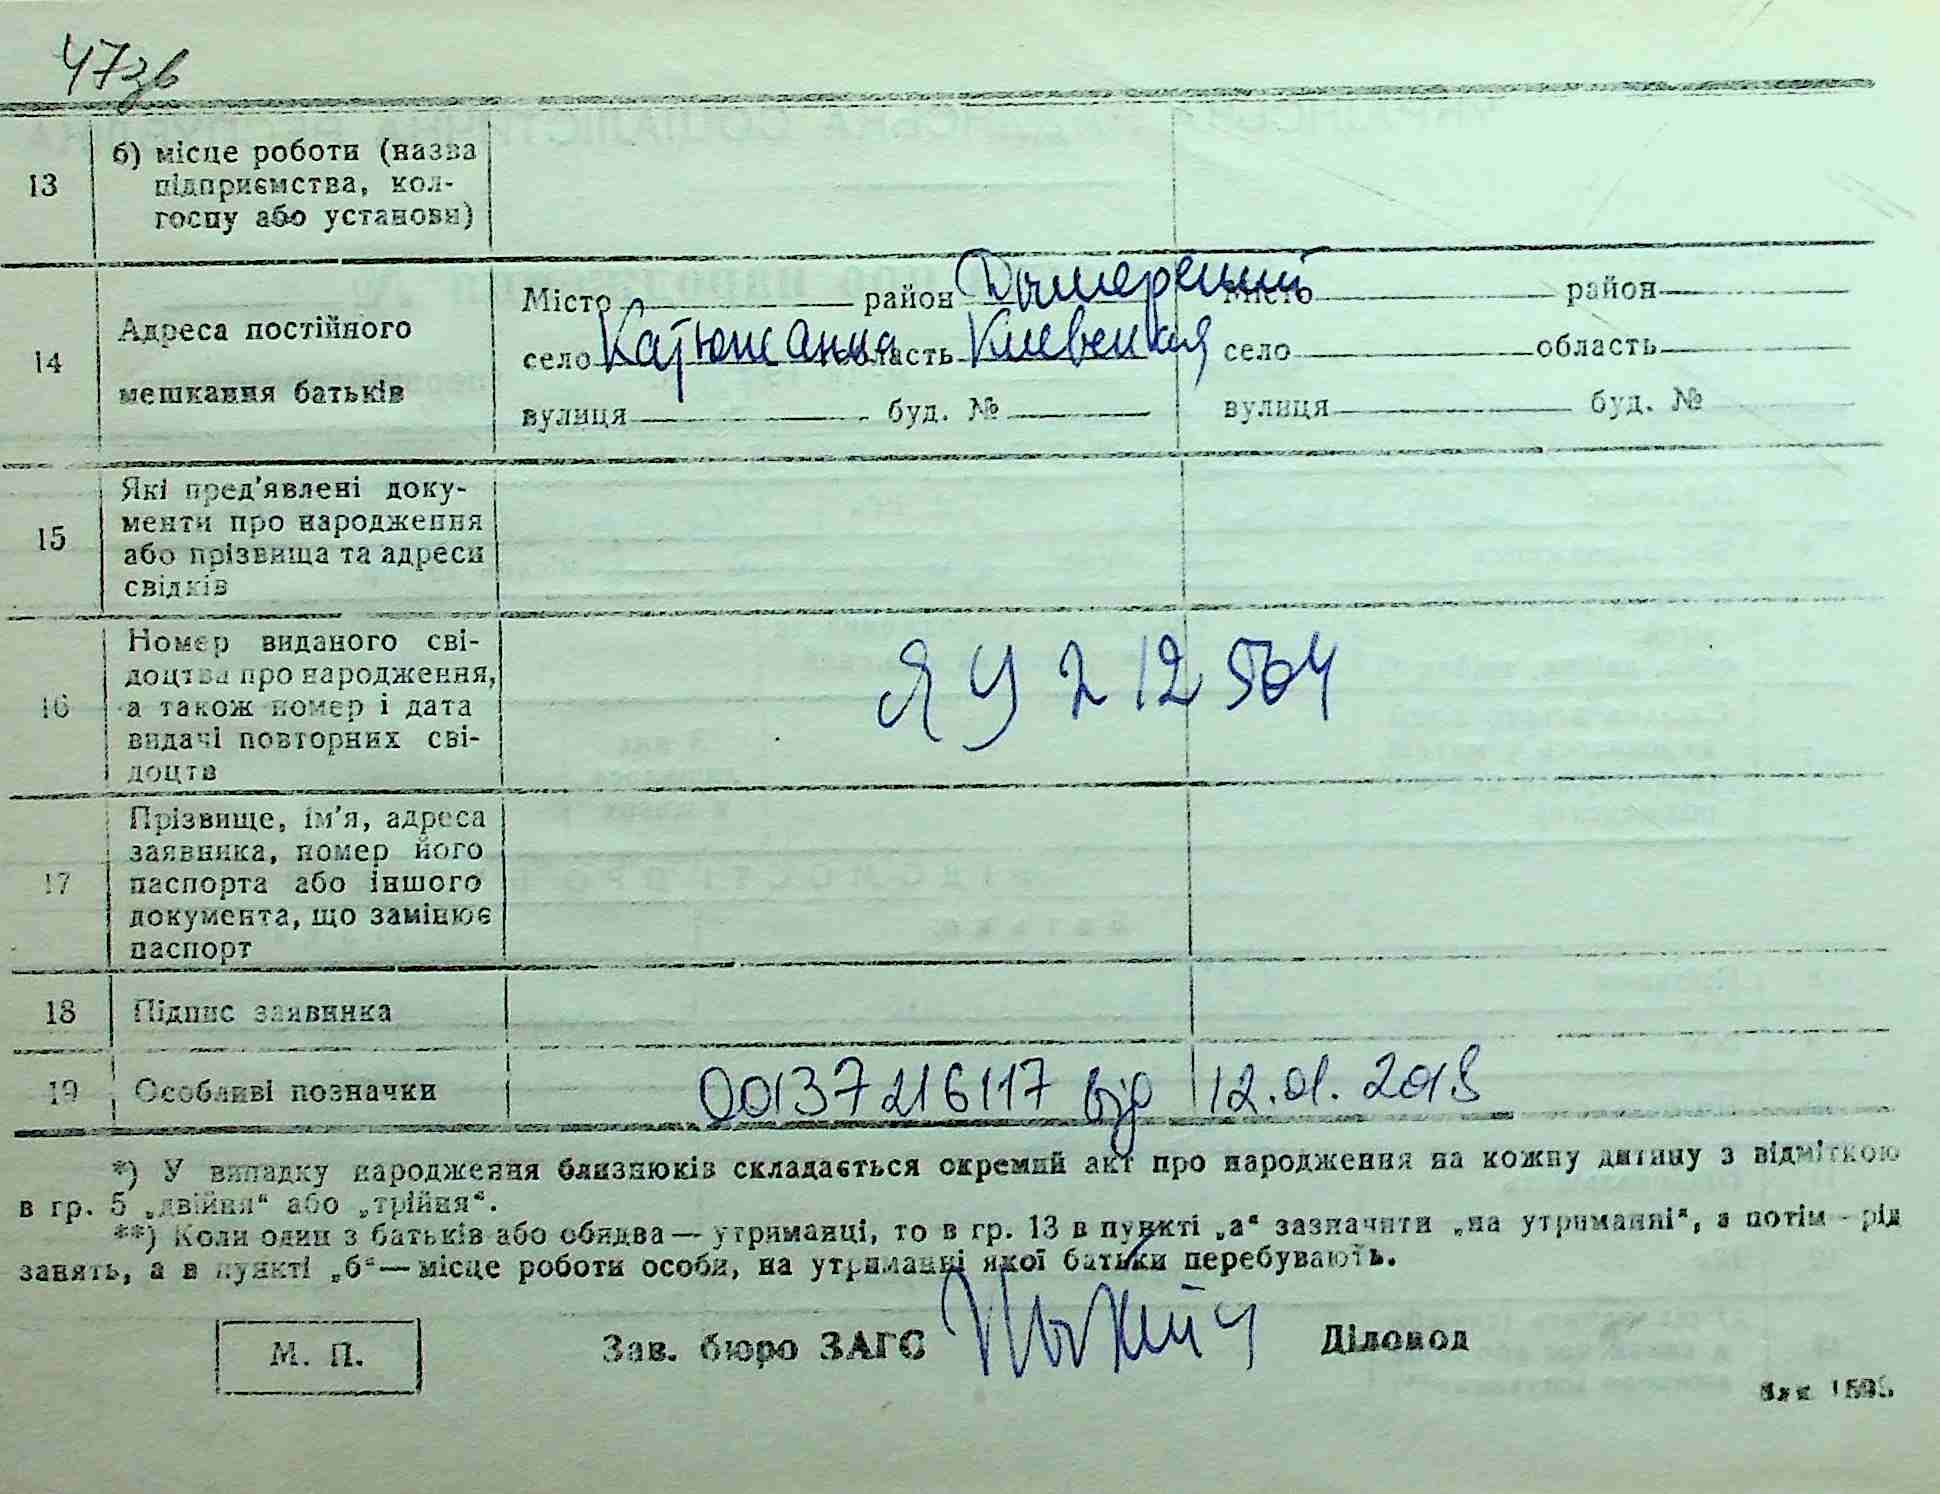 47зв
13
б) місце роботи (назва
підприємства, кол-
госпу або установи)
14
Адреса постійного
мешкання батьків
Місто район Дымерский
село Катюжанка область Киевская
вулиця буд. №
Місто район
село область
вулиця буд. №
15
Які пред'явлені доку-
менти про народження
або прізвища та адреси
свідків
16
Номер виданого сві-
доцтва про народження,
а також номер і дата
видачі повторних сві-
доцтв
ЯУ 212504
17
Прізвище, ім'я, адреса
заявника, номер його
паспорта або іншого
документа, що замінює
паспорт
18
Підпис заявника
19
Особливі позначки
00137216117 від 12.01.2018
*) У випадку народження близнюків складається окремий акт про народження на кожну дитину з відміткою
в гр. 5 „двійня“ або „трійня“.
**) Коли один з батьків або обидва — утриманці, то в гр. 13 в пункті „а“ зазначити „на утриманні“, а потім - рід
занять, а в пункті „б“ — місце роботи особи, на утриманні якої батьки перебувають.
М. П.
Зав. бюро ЗАГС
Діловод